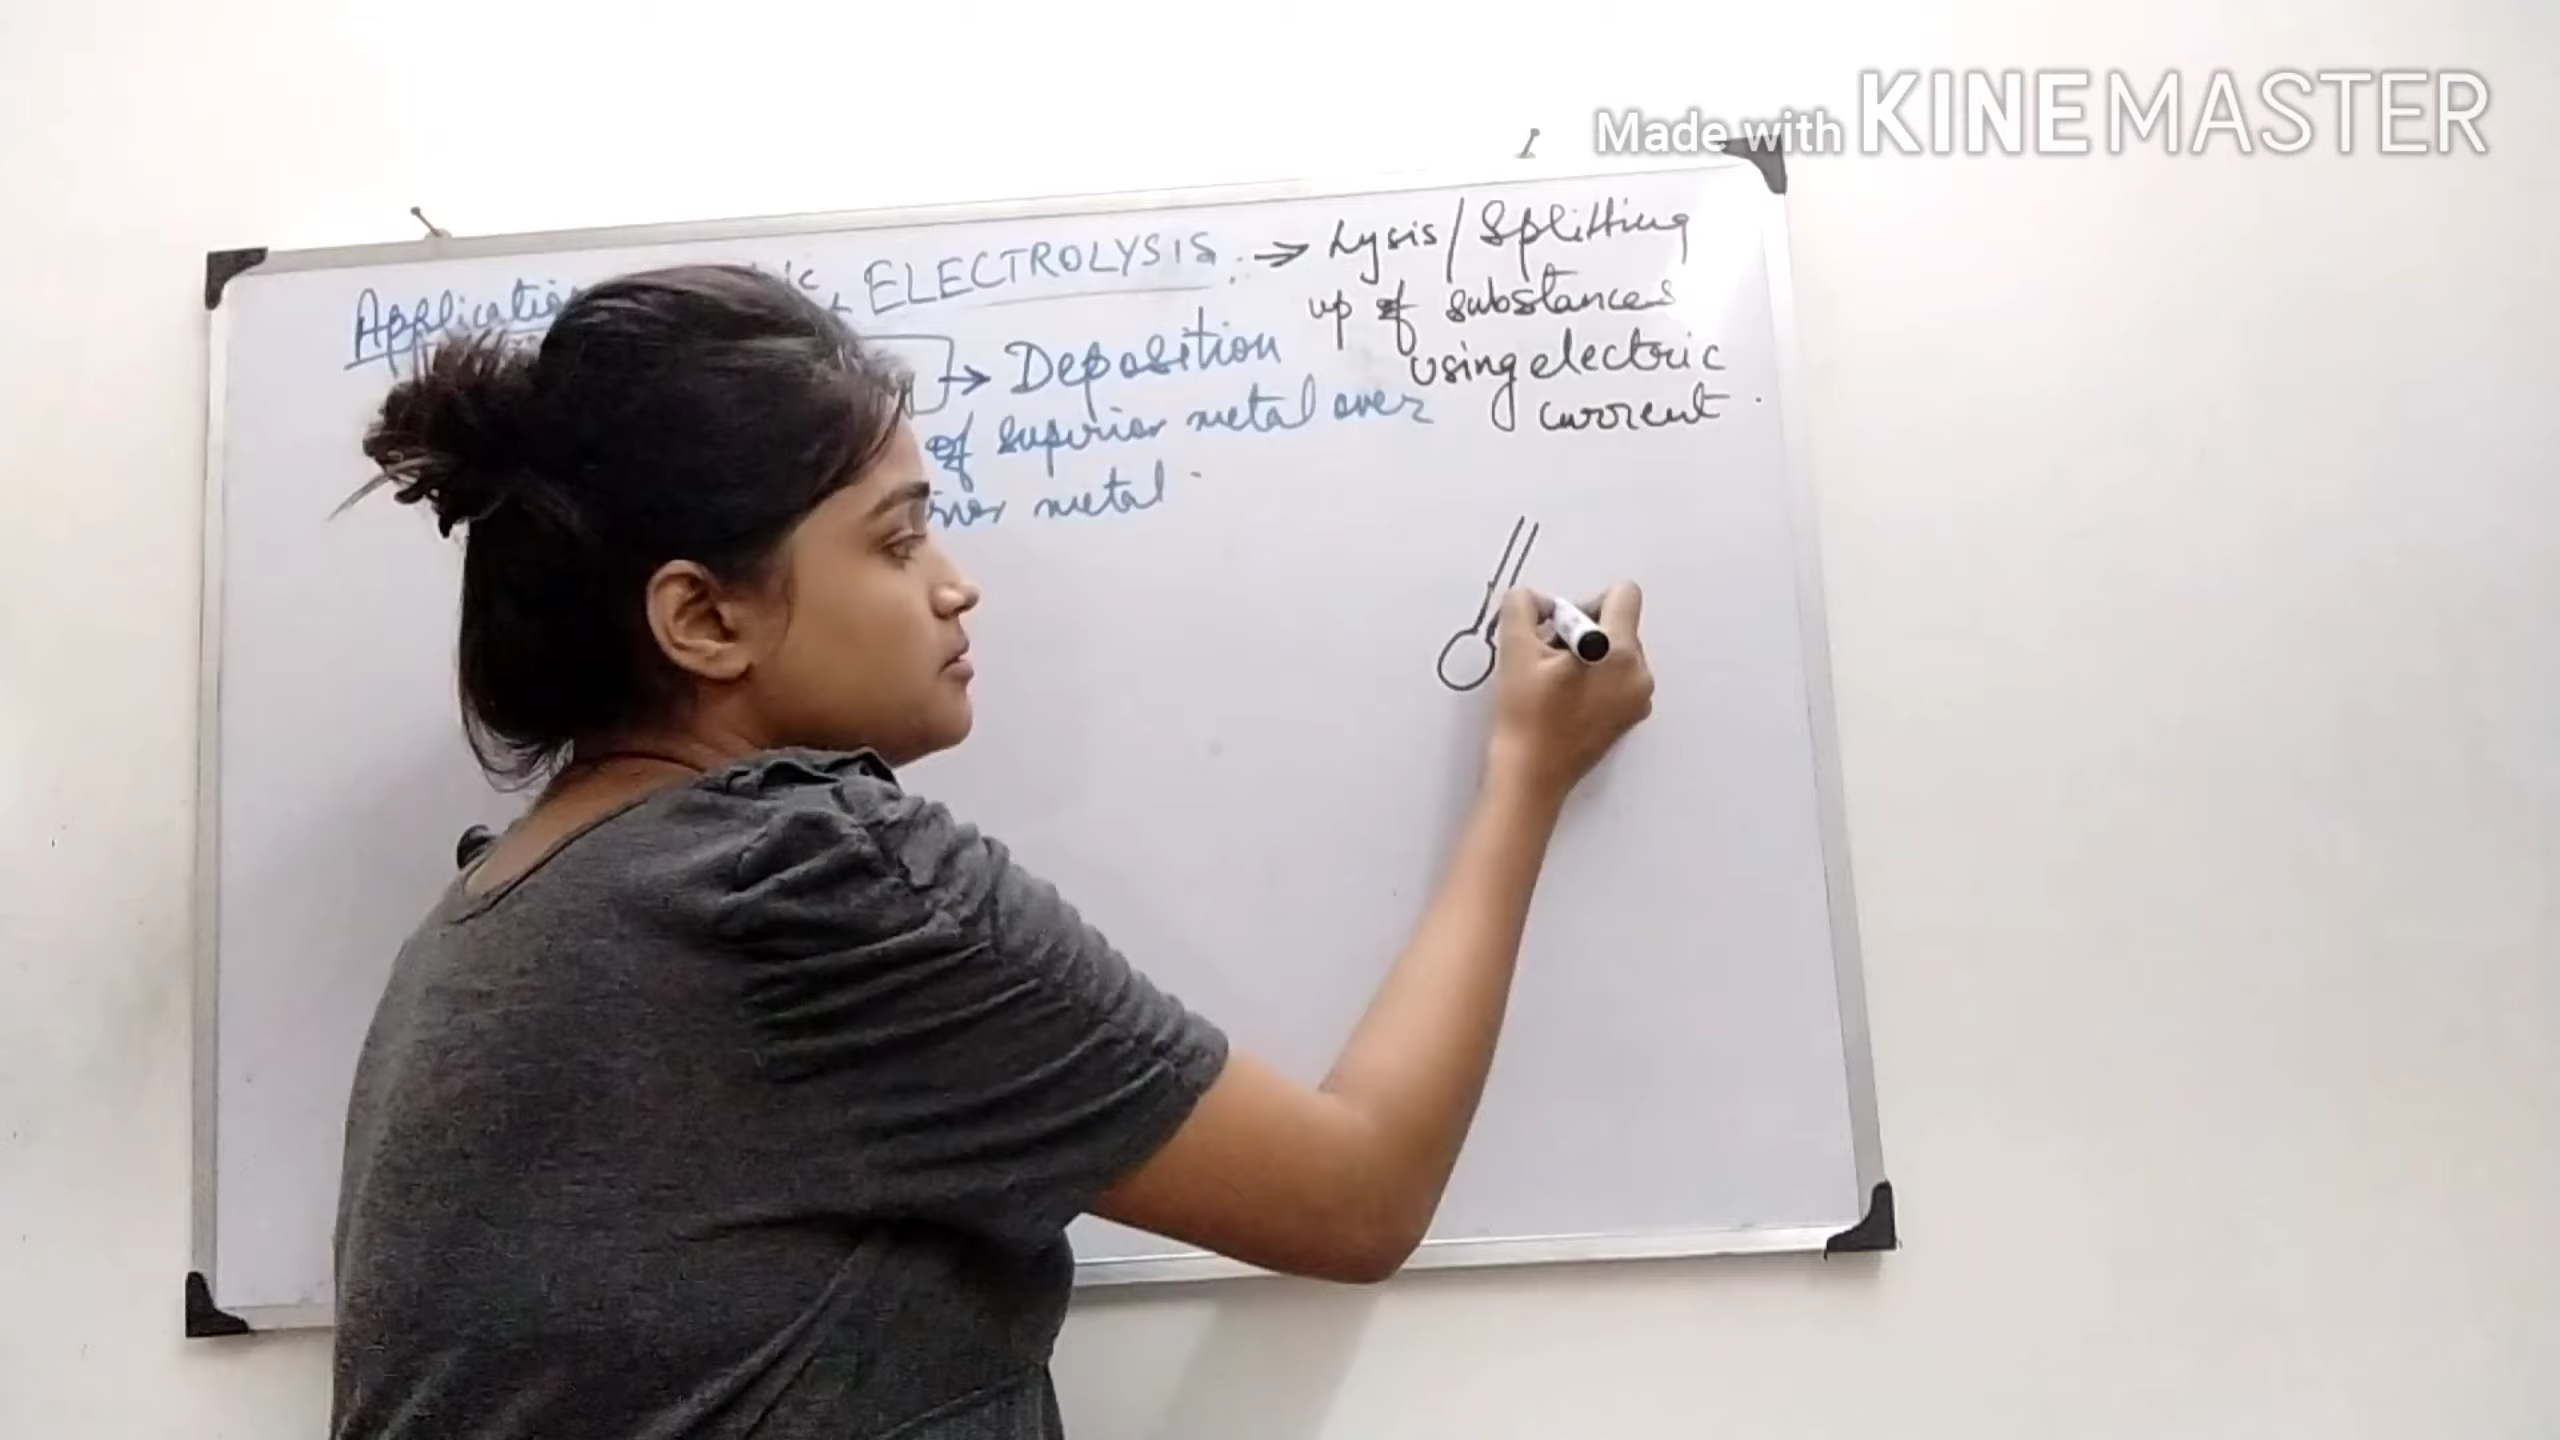 Made with KINEMASTER
ELECTROLYSIS :→ Lysis/Splitting
up of substances
using electric
current.
→ Deposition
of superior metal over
metal.